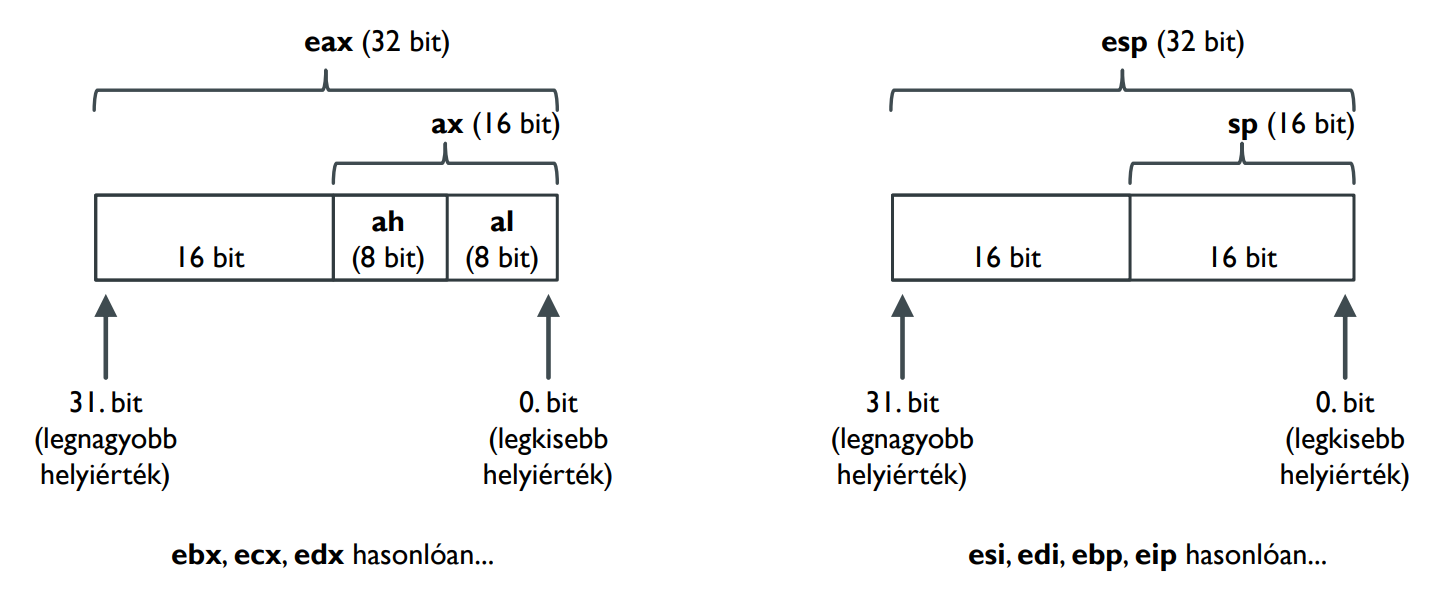 eax (32 bit)
ax (16 bit)
16 bit
ah
(8 bit)
al
(8 bit)
31. bit
(legnagyobb
helyiérték)
0. bit
(legkisebb
helyiérték)
ebx, ecx, edx hasonlóan...
esp (32 bit)
sp (16 bit)
16 bit
16 bit
31. bit
(legnagyobb
helyiérték)
0. bit
(legkisebb
helyiérték)
esi, edi, ebp, eip hasonlóan...